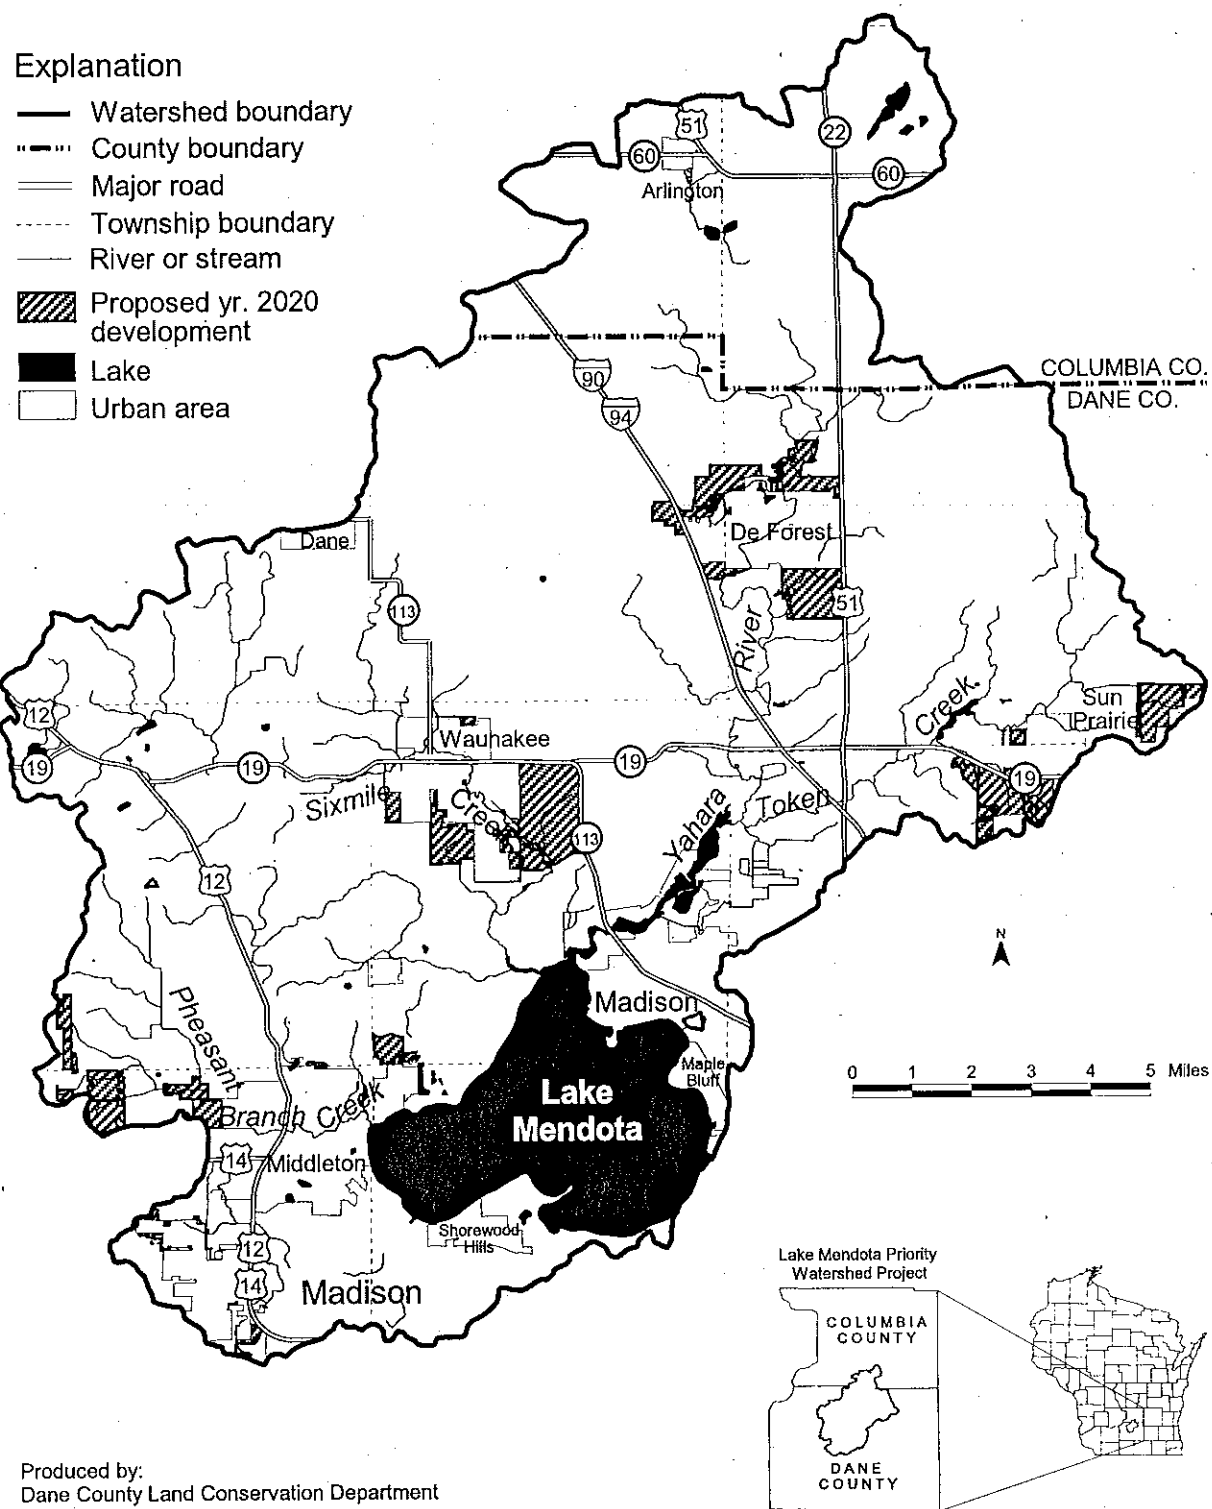 Explanation
Watershed boundary
County boundary
Major road
Township boundary
River or stream
Proposed yr. 2020
development
Lake
Urban area
51
22
60
60
Arlington
90
94
COLUMBIA CO.
DANE CO.
De Forest
Dane
113
51
River
Creek
Sun
Prairie
12
Wauhakee
19
19
19
19
Sixmile
Creek
Yahara
Token
113
12
N
Pheasant
Madison
Maple
Bluff
0 1 2 3 4 5 Miles
Lake
Mendota
Branch Creek
14
Middleton
Shorewood
Hills
12
14
Madison
Lake Mendota Priority
Watershed Project
COLUMBIA
COUNTY
DANE
COUNTY
Produced by:
Dane County Land Conservation Department